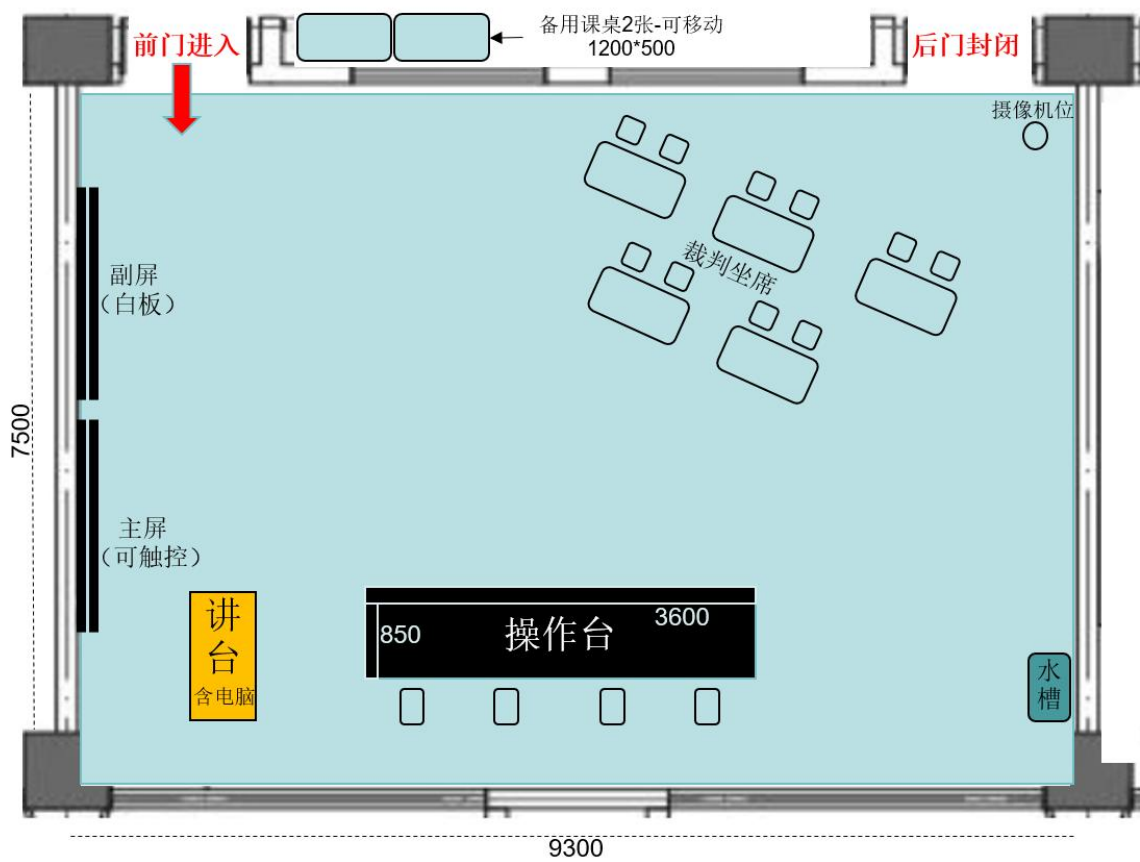 备用课桌2张-可移动
1200*500
前门进入
后门封闭
摄像机位
裁判坐席
副屏
（白板）
7500
主屏
（可触控）
讲
台
含电脑
850
操作台
3600
水
槽
9300